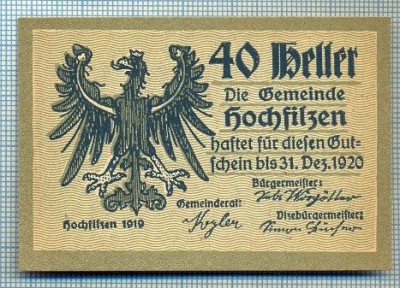 40 Heller
Die Gemeinde
Hochfilzen
haftet für diesen Gut-
schein bis 31. Dez. 1920
Bürgermeister:
Gemeinderat:
Vizebürgermeister:
Hochfilzen 1919